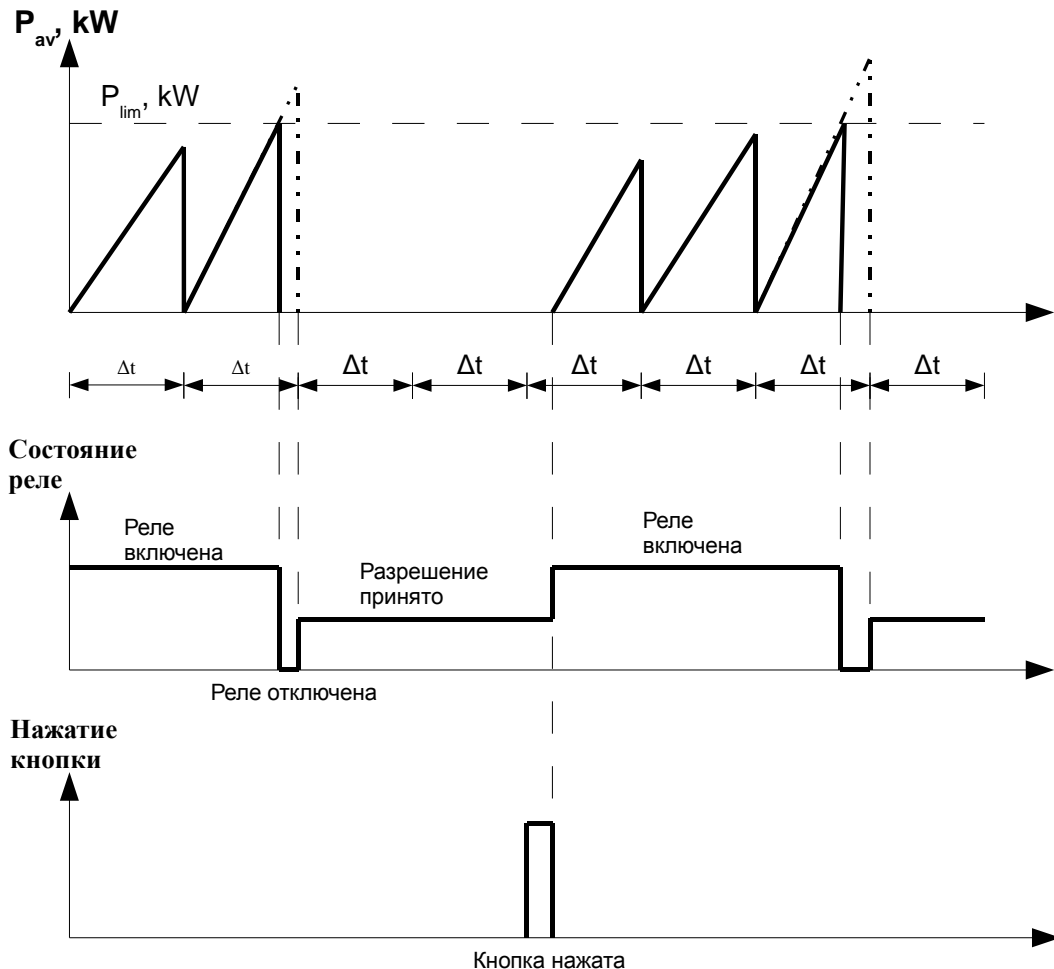 P_av, kW
P_lim, kW
Δt Δt Δt Δt Δt Δt Δt Δt
Состояние
реле
Реле
включена
Разрешение
принято
Реле
включена
Реле отключена
Нажатие
кнопки
Кнопка нажата